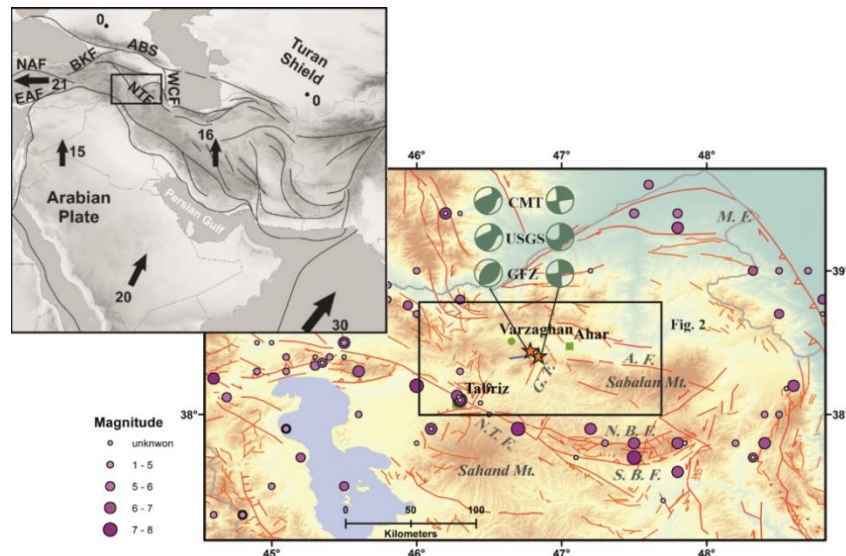 0
ABS
Turan
Shield
NAF
BKF
WCF
21
NTF
0
EAF
16
15
Arabian
Plate
Persian Gulf
20
30
46°
47°
48°
CMT
M. F.
USGS
GFZ
39°
Varzaghan
Ahar
Fig. 2
A. F.
G. F.
Sabalan Mt.
Tabriz
38°
38°
N. T. F.
N. B. F.
Sahand Mt.
S. B. F.
Magnitude
unknwon
1 - 5
5 - 6
6 - 7
7 - 8
0
50
100
Kilometers
45°
46°
47°
48°